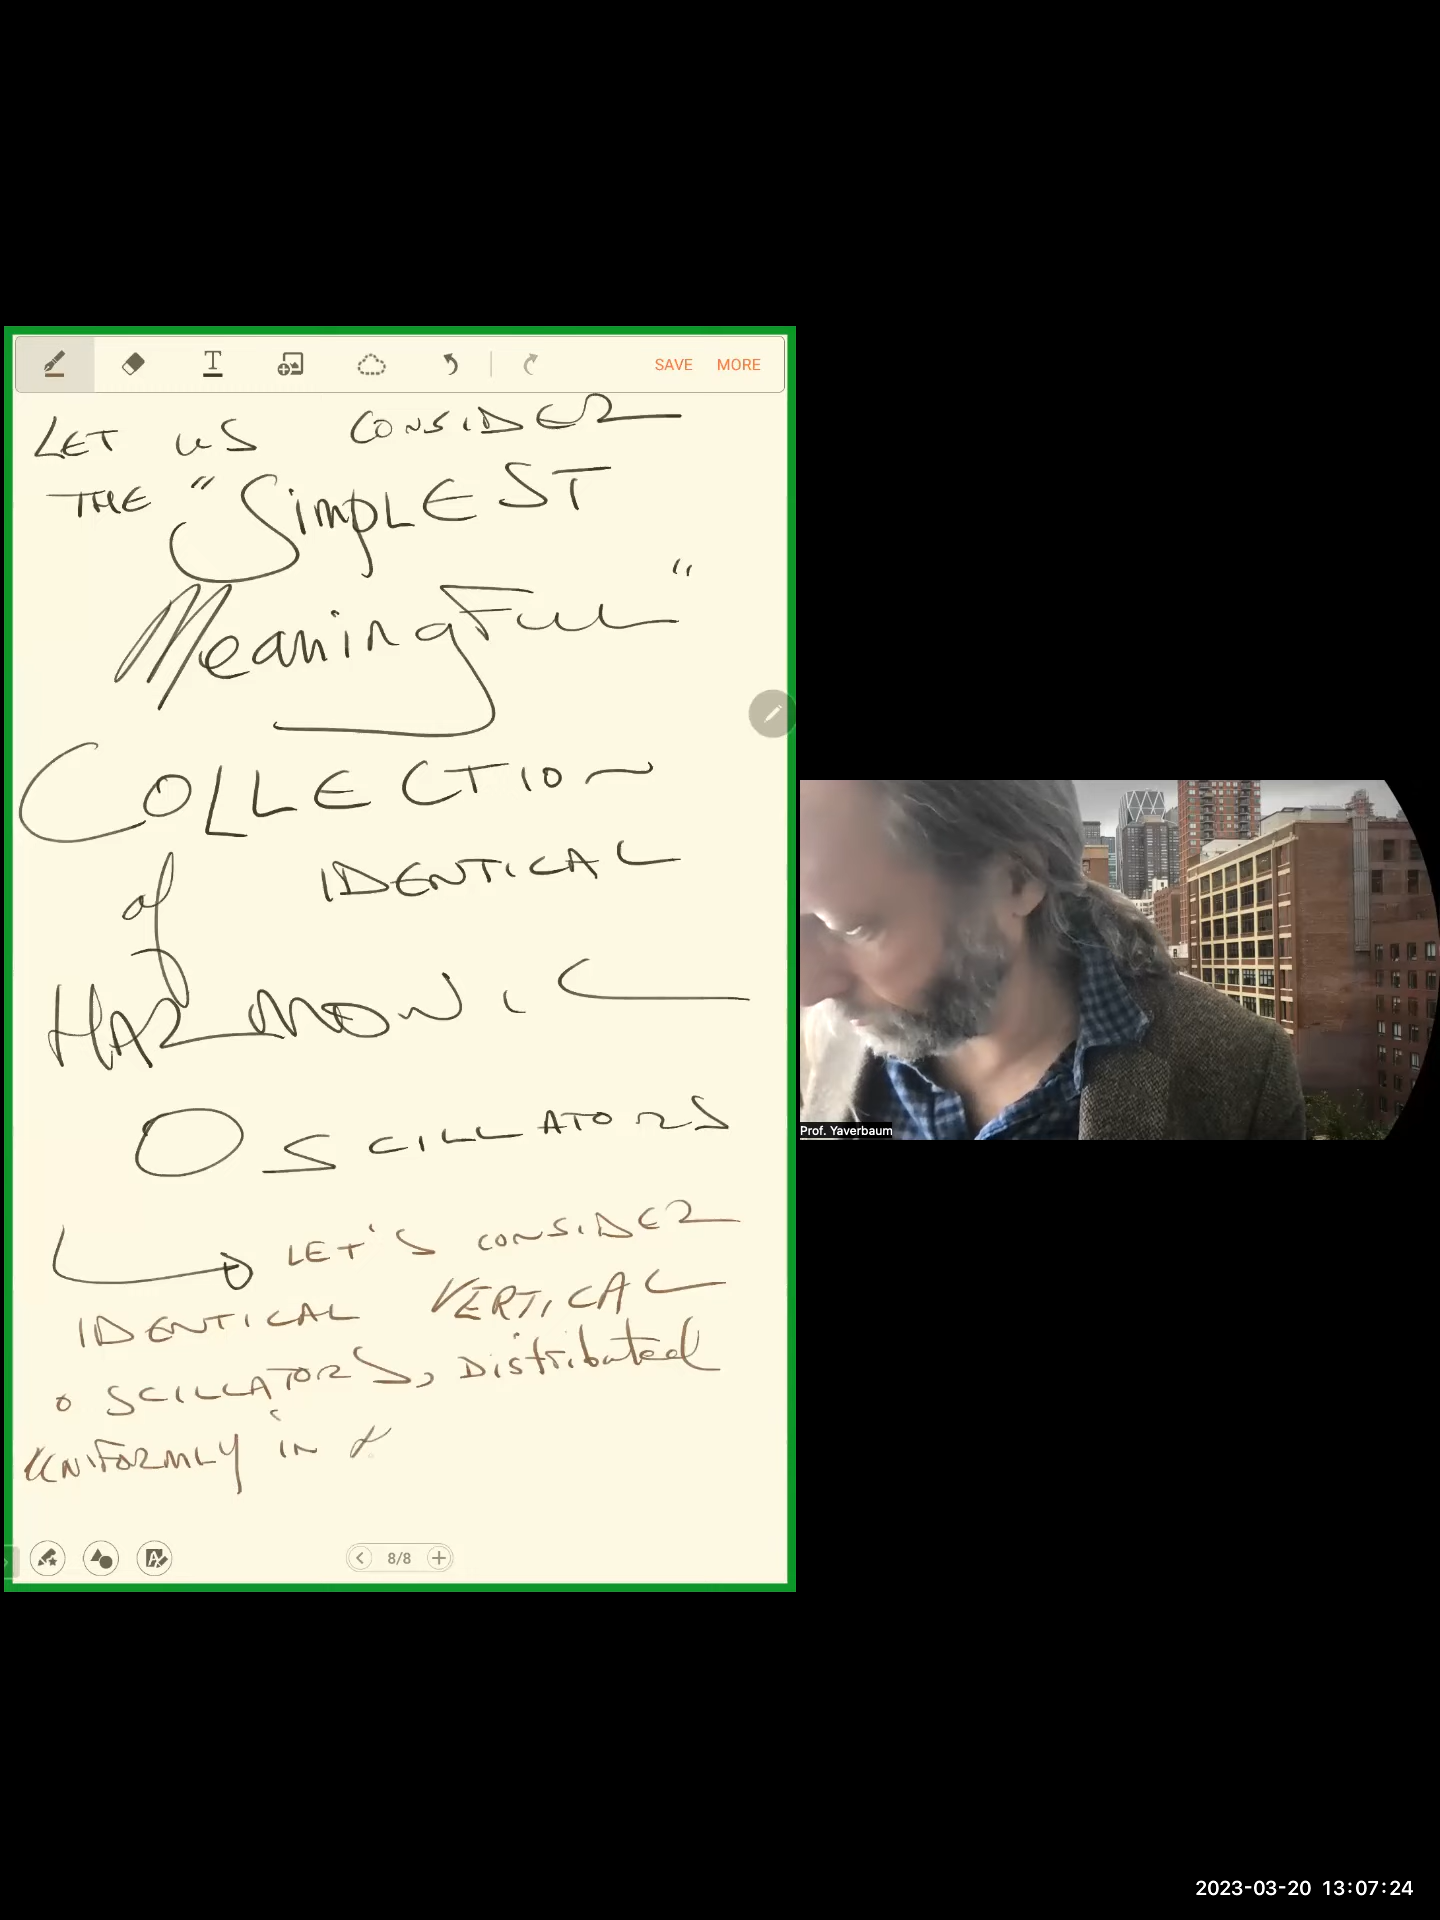 T
SAVE MORE
LET US CONSIDER
THE "SIMPLEST
MEANINGFUL"
COLLECTION
of IDENTICAL
HARMONIC
OSCILLATORS
LET'S CONSIDER
IDENTICAL VERTICAL
OSCILLATORS, DISTRIBUTED
UNIFORMLY IN x
8/8
Prof. Yaverbaum
2023-03-20 13:07:24